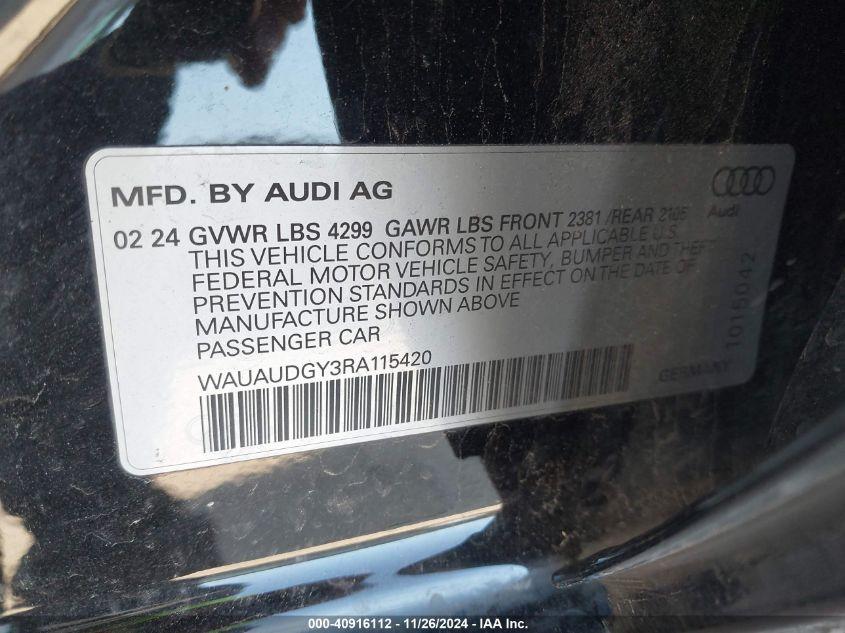 MFD. BY AUDI AG
Audi
02 24 GVWR LBS 4299 GAWR LBS FRONT 2381 /REAR 2105
THIS VEHICLE CONFORMS TO ALL APPLICABLE U.S.
FEDERAL MOTOR VEHICLE SAFETY, BUMPER AND THEFT
PREVENTION STANDARDS IN EFFECT ON THE DATE OF
MANUFACTURE SHOWN ABOVE
PASSENGER CAR
WAUAUDGY3RA115420
1015042
GERMANY
000-40916112 - 11/26/2024 - IAA Inc.